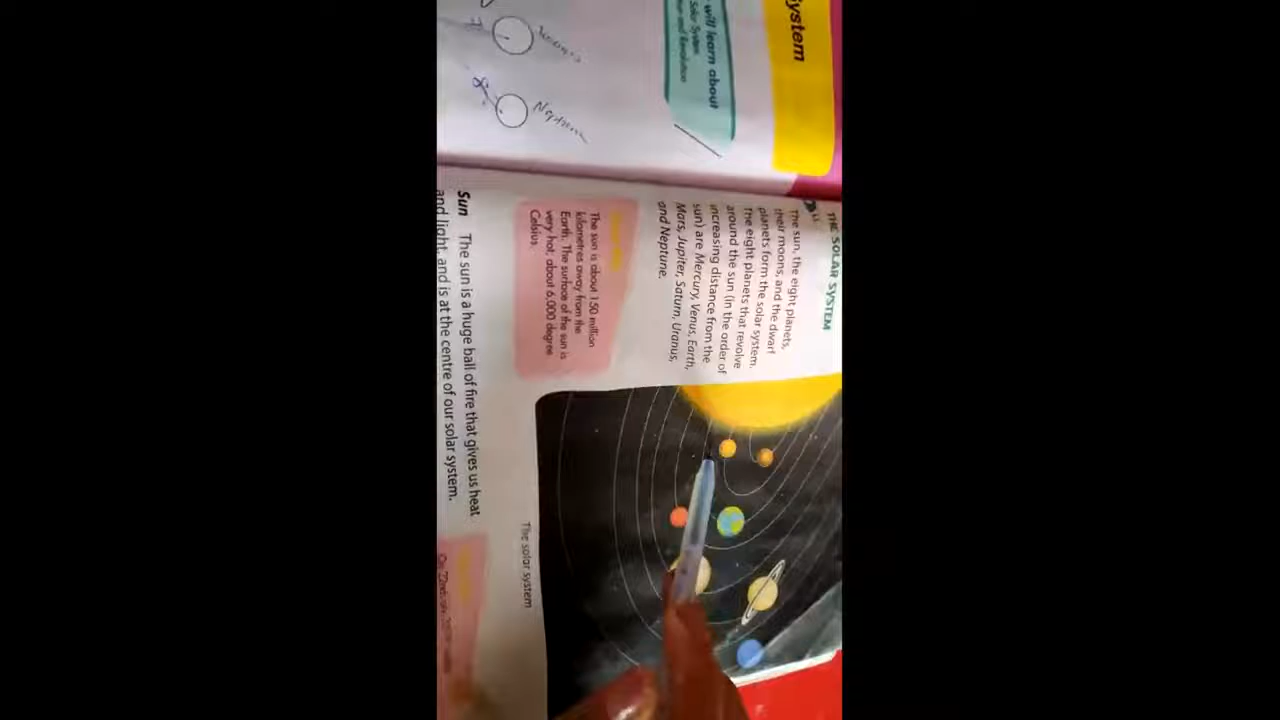 System
will learn about
Solar System
and Revolution
Neptune
THE SOLAR SYSTEM
The sun, the eight planets,
their moons, and the dwarf
planets form the solar system.
The eight planets that revolve
around the sun (in the order of
increasing distance from the
sun) are Mercury, Venus, Earth,
Mars, Jupiter, Saturn, Uranus,
and Neptune.
The sun is about 150 million
kilometres away from the
Earth. The surface of the sun is
very hot, about 6,000 degree
Celsius.
The solar system
Sun The sun is a huge ball of fire that gives us heat
and light, and is at the centre of our solar system.